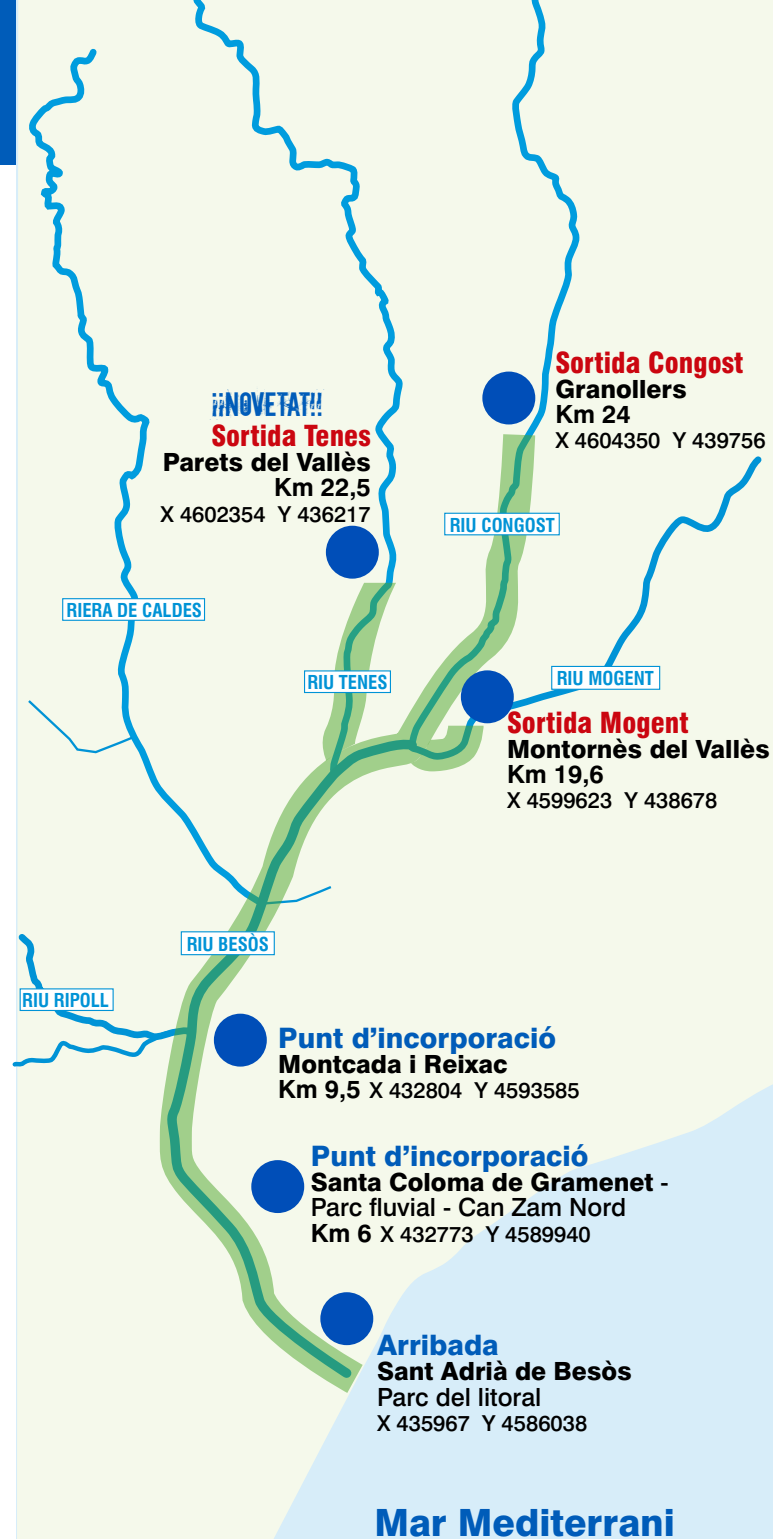 Sortida Congost
Granollers
Km 24
X 4604350 Y 439756
¡¡NOVETAT!!
Sortida Tenes
Parets del Vallès
Km 22,5
X 4602354 Y 436217
RIU CONGOST
RIERA DE CALDES
RIU TENES
RIU MOGENT
Sortida Mogent
Montornès del Vallès
Km 19,6
X 4599623 Y 438678
RIU BESÒS
RIU RIPOLL
Punt d’incorporació
Montcada i Reixac
Km 9,5 X 432804 Y 4593585
Punt d’incorporació
Santa Coloma de Gramenet -
Parc fluvial - Can Zam Nord
Km 6 X 432773 Y 4589940
Arribada
Sant Adrià de Besòs
Parc del litoral
X 435967 Y 4586038
Mar Mediterrani